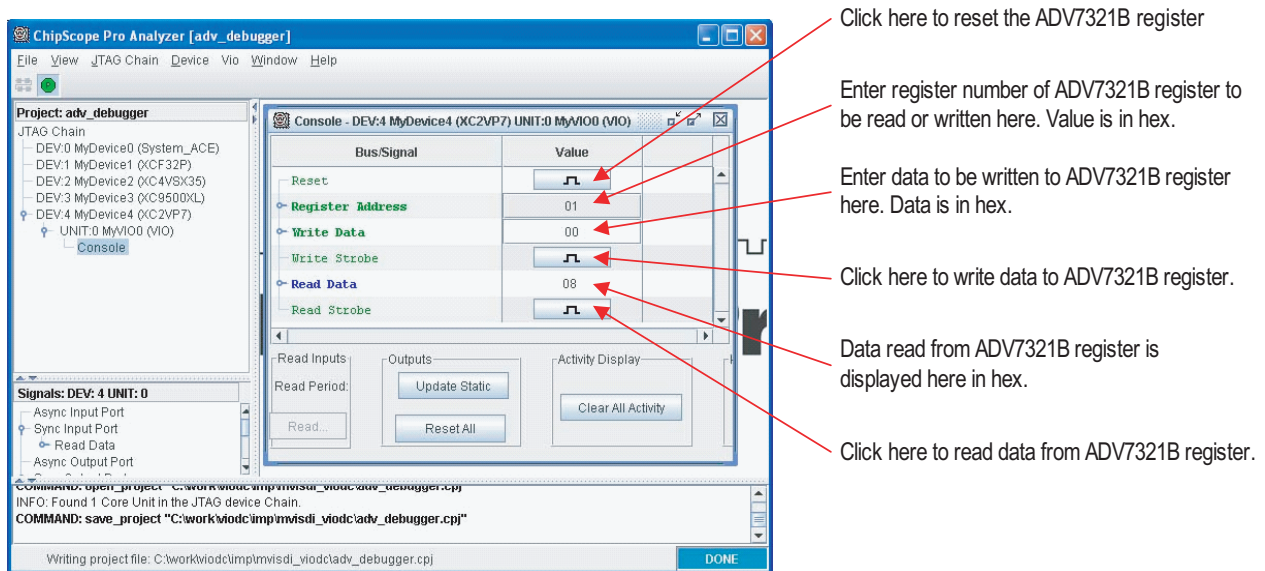 ChipScope Pro Analyzer [adv_debugger]
File View JTAG Chain Device Vio Window Help
Project: adv_debugger
JTAG Chain
DEV:0 MyDevice0 (System_ACE)
DEV:1 MyDevice1 (XCF32P)
DEV:2 MyDevice2 (XC4VSX35)
DEV:3 MyDevice3 (XC9500XL)
DEV:4 MyDevice4 (XC2VP7)
UNIT:0 MyVIO0 (VIO)
Console
Signals: DEV: 4 UNIT: 0
Async Input Port
Sync Input Port
Read Data
Async Output Port
Console - DEV:4 MyDevice4 (XC2VP7) UNIT:0 MyVIO0 (VIO)
Bus/Signal Value
Reset
Register Address 01
Write Data 00
Write Strobe
Read Data 08
Read Strobe
Read Inputs
Read Period:
Read...
Outputs
Update Static
Reset All
Activity Display
Clear All Activity
COMMAND: open_project "C:\work\viodc\imp\mvisdi_viodc\adv_debugger.cpj"
INFO: Found 1 Core Unit in the JTAG device Chain.
COMMAND: save_project "C:\work\viodc\imp\mvisdi_viodc\adv_debugger.cpj"
Writing project file: C:\work\viodc\imp\mvisdi_viodc\adv_debugger.cpj
DONE
Click here to reset the ADV7321B register
Enter register number of ADV7321B register to
be read or written here. Value is in hex.
Enter data to be written to ADV7321B register
here. Data is in hex.
Click here to write data to ADV7321B register.
Data read from ADV7321B register is
displayed here in hex.
Click here to read data from ADV7321B register.